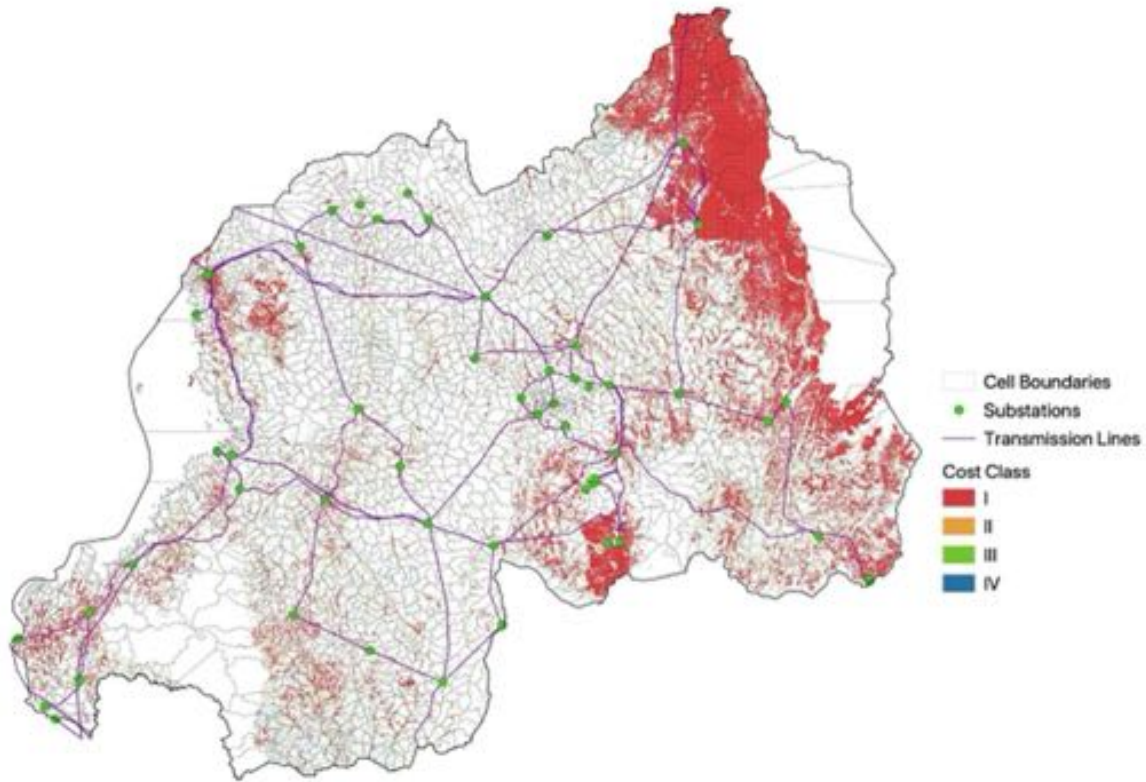 Cell Boundaries
Substations
Transmission Lines
Cost Class
I
II
III
IV